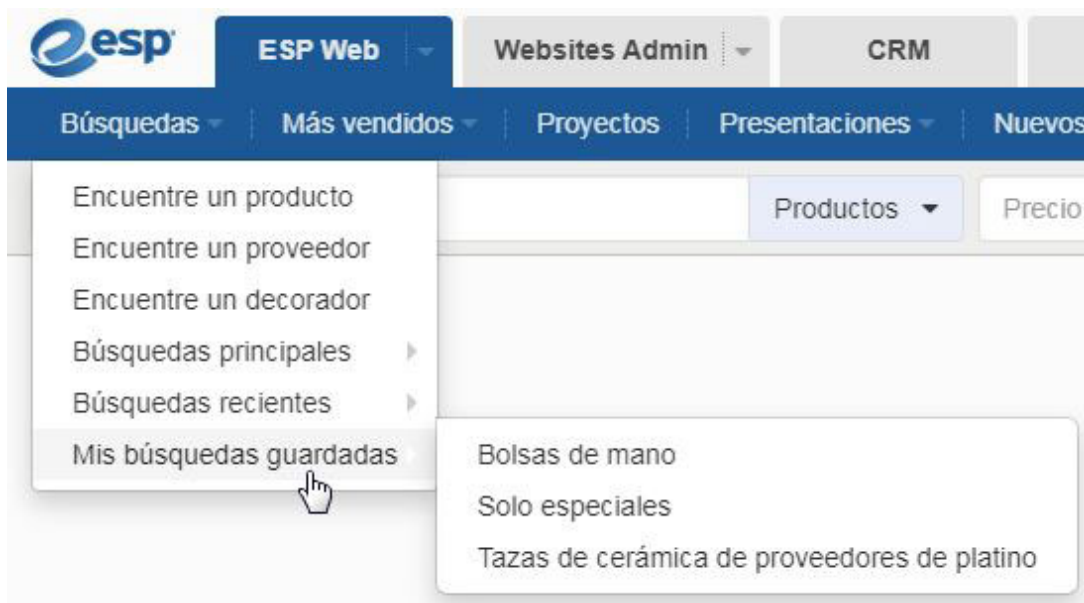 esp
ESP Web
Websites Admin
CRM
Búsquedas
Más vendidos
Proyectos
Presentaciones
Nuevos
Encuentre un producto
Productos
Precio
Encuentre un proveedor
Encuentre un decorador
Búsquedas principales
Búsquedas recientes
Mis búsquedas guardadas
Bolsas de mano
Solo especiales
Tazas de cerámica de proveedores de platino